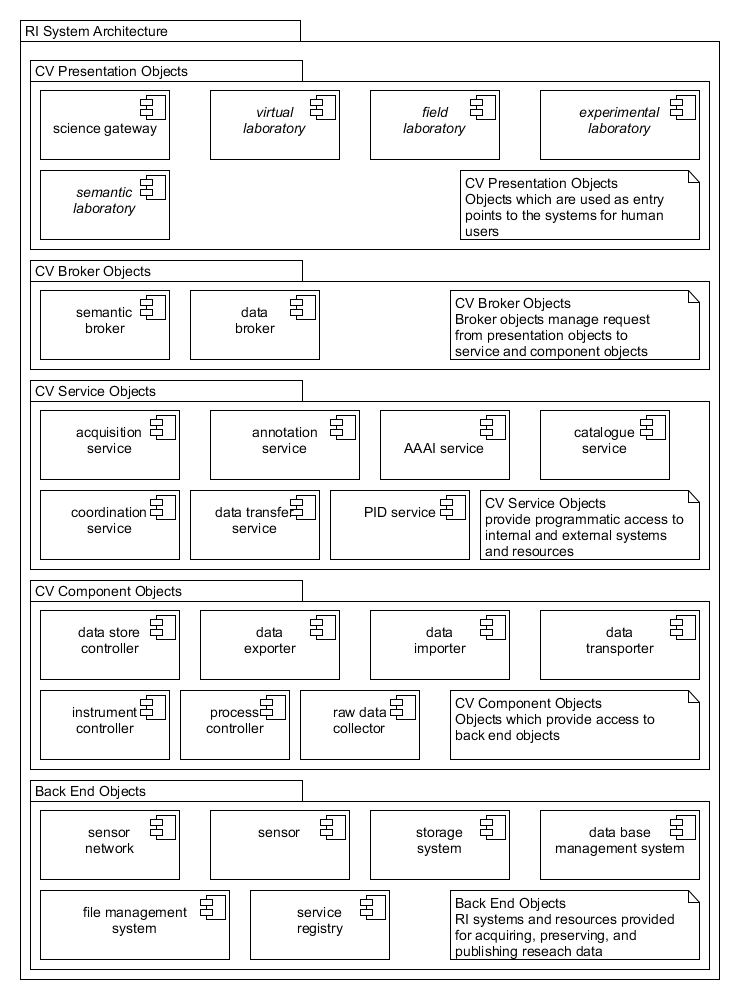 RI System Architecture
CV Presentation Objects
science gateway
virtual
laboratory
field
laboratory
experimental
laboratory
semantic
laboratory
CV Presentation Objects
Objects which are used as entry
points to the systems for human
users
CV Broker Objects
semantic
broker
data
broker
CV Broker Objects
Broker objects manage request
from presentation objects to
service and component objects
CV Service Objects
acquisition
service
annotation
service
AAAI service
catalogue
service
coordination
service
data transfer
service
PID service
CV Service Objects
provide programmatic access to
internal and external systems
and resources
CV Component Objects
data store
controller
data
exporter
data
importer
data
transporter
instrument
controller
process
controller
raw data
collector
CV Component Objects
Objects which provide access to
back end objects
Back End Objects
sensor
network
sensor
storage
system
data base
management system
file management
system
service
registry
Back End Objects
RI systems and resources provided
for acquiring, preserving, and
publishing reseach data